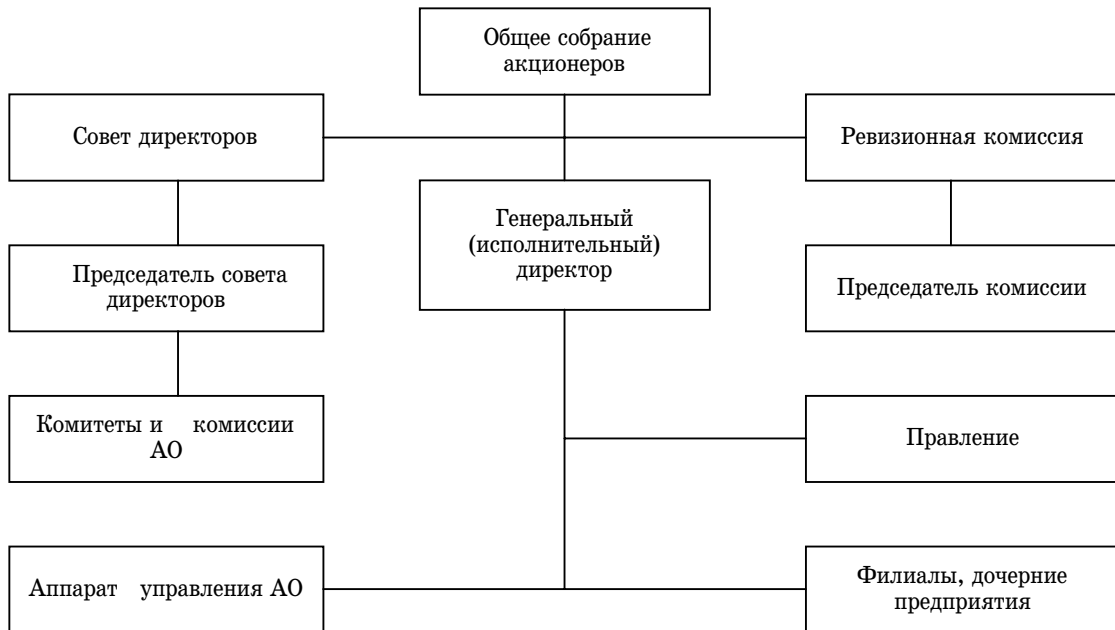 Общее собрание
акционеров
Совет директоров
Ревизионная комиссия
Генеральный
(исполнительный)
директор
Председатель совета
директоров
Председатель комиссии
Комитеты и комиссии
АО
Правление
Аппарат управления АО
Филиалы, дочерние
предприятия